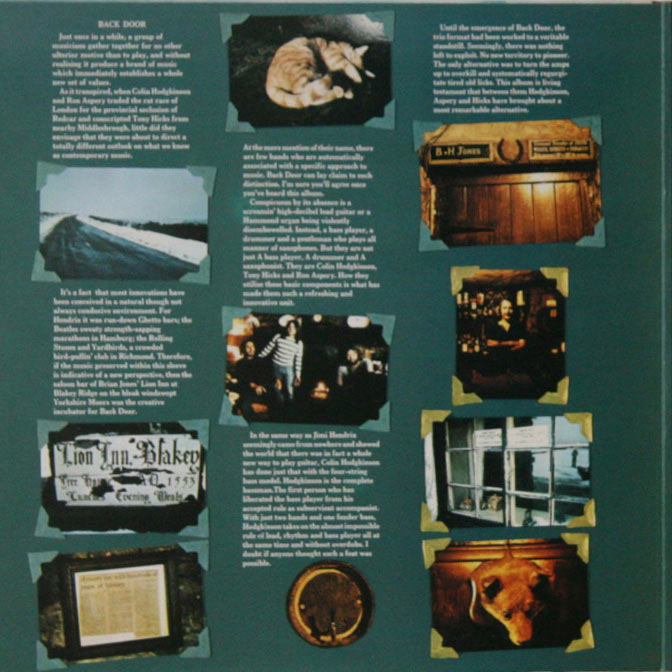 BACK DOOR
Just once in a while, a group of
musicians gather together for no other
ulterior motive than to play, and without
realising it produce a brand of music
which immediately establishes a whole
new set of values.
As it transpired, when Colin Hodgkinson
and Ron Aspery traded the rat race of
London for the provincial seclusion of
Redcar and conscripted Tony Hicks from
nearby Middlesbrough, little did they
envisage that they were about to direct a
totally different outlook on what we know
as contemporary music.
It's a fact that most innovations have
been conceived in a natural though not
always conducive environment. For
Hendrix it was run-down Ghetto bars; the
Beatles sweaty strength-sapping
marathons in Hamburg; the Rolling
Stones and Yardbirds, a crowded
bird-pullin' club in Richmond. Therefore,
if the music preserved within this sleeve
is indicative of a new perspective, then the
saloon bar of Brian Jones' Lion Inn at
Blakey Ridge on the bleak windswept
Yorkshire Moors was the creative
incubator for Back Door.
Lion Inn. Blakey
Free House A.D. 1553
Lunches Evening Meals
At the mere mention of their name, there
are few bands who are automatically
associated with a specific approach to
music. Back Door can lay claim to such
distinction. I'm sure you'll agree once
you've heard this album.
Conspicuous by its absence is a
screamin' high-decibel lead guitar or a
Hammond organ being violently
disembowelled. Instead, a bass player, a
drummer and a gentleman who plays all
manner of saxophones. But they are not
just A bass player, A drummer and A
saxophonist. They are Colin Hodgkinson,
Tony Hicks and Ron Aspery. How they
utilise these basic components is what has
made them such a refreshing and
innovative unit.
In the same way as Jimi Hendrix
seemingly came from nowhere and showed
the world that there was in fact a whole
new way to play guitar, Colin Hodgkinson
has done just that with the four-string
bass model. Hodgkinson is the complete
bassman. The first person who has
liberated the bass player from his
accepted role as subservient accompanist.
With just two hands and one fender bass,
Hodgkinson takes on the almost impossible
role of lead, rhythm and bass player all at
the same time and without overdubs. I
doubt if anyone thought such a feat was
possible.
Until the emergence of Back Door, the
trio format had been worked to a veritable
standstill. Seemingly, there was nothing
left to exploit. No new territory to pioneer.
The only alternative was to turn the amps
up to overkill and systematically regurgi-
tate tired old licks. This album is living
testament that between them Hodgkinson,
Aspery and Hicks have brought about a
most remarkable alternative.
B.H JONES